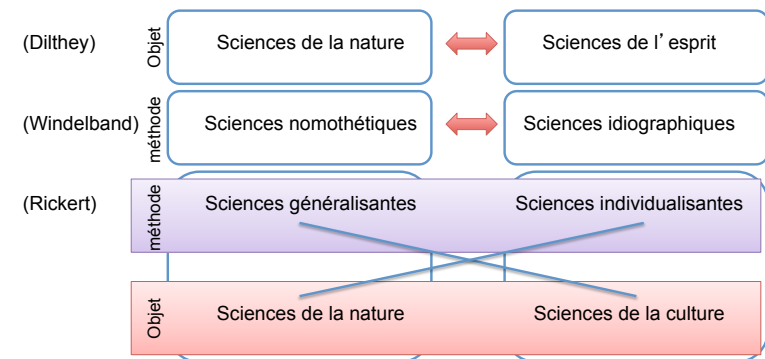 (Dilthey) Objet Sciences de la nature Sciences de l’esprit
(Windelband) méthode Sciences nomothétiques Sciences idiographiques
(Rickert) méthode Sciences généralisantes Sciences individualisantes
Objet Sciences de la nature Sciences de la culture